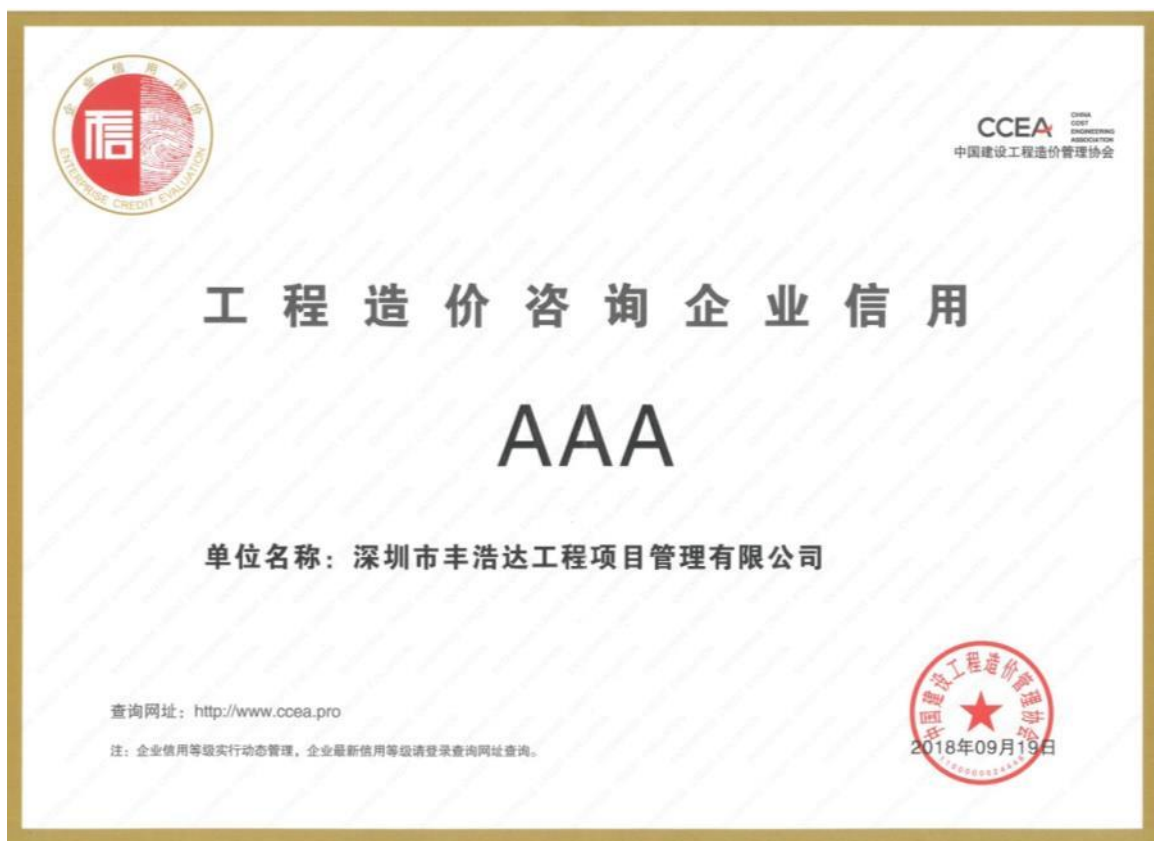 企业信用评价
信
ENTERPRISE CREDIT EVALUATION
CCEA
CHINA
COST
ENGINEERING
ASSOCIATION
中国建设工程造价管理协会
工程造价咨询企业信用
AAA
单位名称：深圳市丰浩达工程项目管理有限公司
查询网址：http://www.ccea.pro
注：企业信用等级实行动态管理，企业最新信用等级请登录查询网址查询。
中国建设工程造价管理协会
2018年09月19日